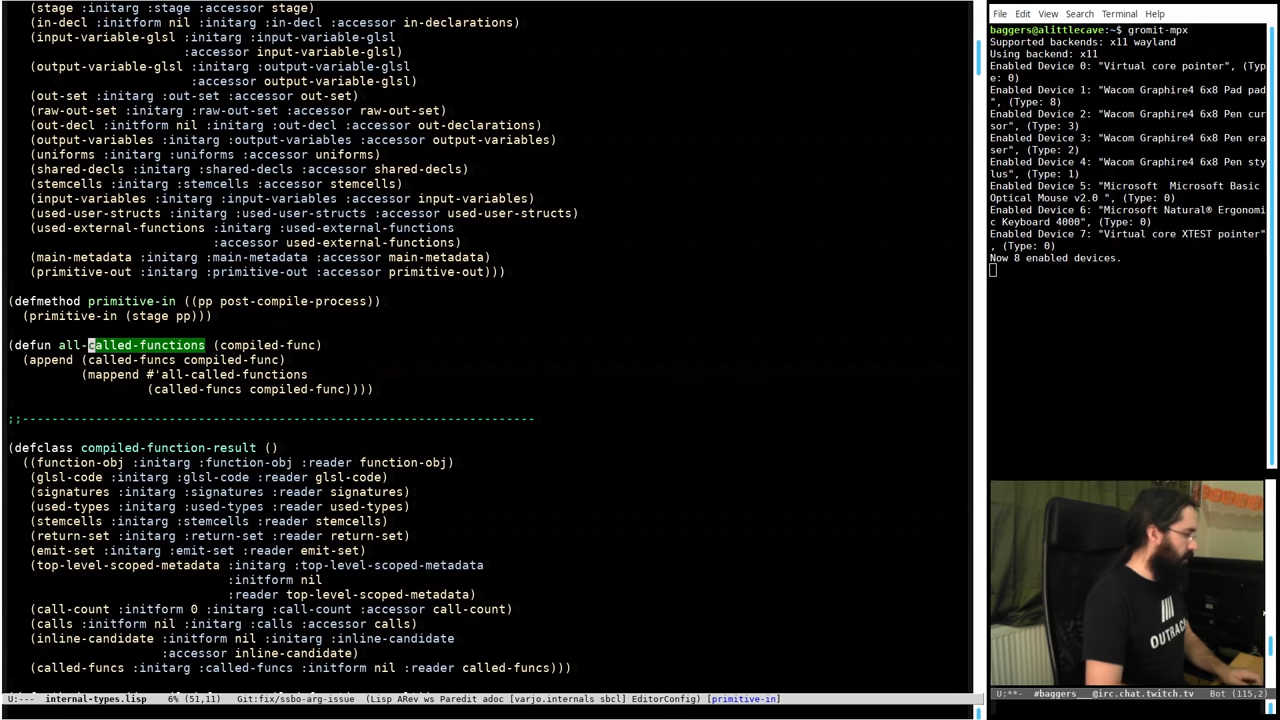 (stage :initarg :stage :accessor stage)
(in-decl :initform nil :initarg :in-decl :accessor in-declarations)
(input-variable-glsl :initarg :input-variable-glsl
:accessor input-variable-glsl)
(output-variable-glsl :initarg :output-variable-glsl
:accessor output-variable-glsl)
(out-set :initarg :out-set :accessor out-set)
(raw-out-set :initarg :raw-out-set :accessor raw-out-set)
(out-decl :initform nil :initarg :out-decl :accessor out-declarations)
(output-variables :initarg :output-variables :accessor output-variables)
(uniforms :initarg :uniforms :accessor uniforms)
(shared-decls :initarg :shared-decls :accessor shared-decls)
(stemcells :initarg :stemcells :accessor stemcells)
(input-variables :initarg :input-variables :accessor input-variables)
(used-user-structs :initarg :used-user-structs :accessor used-user-structs)
(used-external-functions :initarg :used-external-functions
:accessor used-external-functions)
(main-metadata :initarg :main-metadata :accessor main-metadata)
(primitive-out :initarg :primitive-out :accessor primitive-out)))
(defmethod primitive-in ((pp post-compile-process))
(primitive-in (stage pp)))
(defun all-called-functions (compiled-func)
(append (called-funcs compiled-func)
(mappend #'all-called-functions
(called-funcs compiled-func))))
;;----------------------------------------------------------------------
(defclass compiled-function-result ()
((function-obj :initarg :function-obj :reader function-obj)
(glsl-code :initarg :glsl-code :reader glsl-code)
(signatures :initarg :signatures :reader signatures)
(used-types :initarg :used-types :reader used-types)
(stemcells :initarg :stemcells :reader stemcells)
(return-set :initarg :return-set :reader return-set)
(emit-set :initarg :emit-set :reader emit-set)
(top-level-scoped-metadata :initarg :top-level-scoped-metadata
:initform nil
:reader top-level-scoped-metadata)
(call-count :initform 0 :initarg :call-count :accessor call-count)
(calls :initform nil :initarg :calls :accessor calls)
(inline-candidate :initform nil :initarg :inline-candidate
:accessor inline-candidate)
(called-funcs :initarg :called-funcs :initform nil :reader called-funcs)))
U:--- internal-types.lisp 6% (51,11) Git:fix/ssbo-arg-issue (Lisp ARev ws Paredit adoc [varjo.internals sbcl] EditorConfig) [primitive-in]
File Edit View Search Terminal Help
baggers@alittlecave:~$ gromit-mpx
Supported backends: x11 wayland
Using backend: x11
Enabled Device 0: "Virtual core pointer", (Typ
e: 0)
Enabled Device 1: "Wacom Graphire4 6x8 Pad pad
", (Type: 8)
Enabled Device 2: "Wacom Graphire4 6x8 Pen cur
sor", (Type: 3)
Enabled Device 3: "Wacom Graphire4 6x8 Pen era
ser", (Type: 2)
Enabled Device 4: "Wacom Graphire4 6x8 Pen sty
lus", (Type: 1)
Enabled Device 5: "Microsoft  Microsoft Basic
Optical Mouse v2.0 ", (Type: 0)
Enabled Device 6: "Microsoft Natural® Ergonomi
c Keyboard 4000", (Type: 0)
Enabled Device 7: "Virtual core XTEST pointer"
, (Type: 0)
Now 8 enabled devices.
OUTRAC
U:**- #baggers___@irc.chat.twitch.tv Bot (115,2)